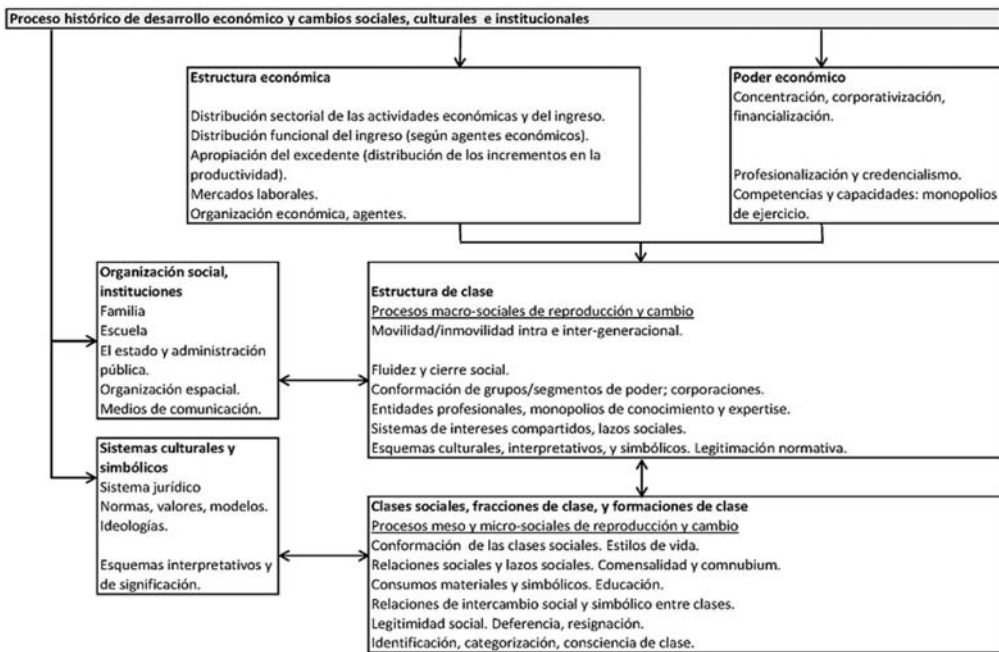 Proceso histórico de desarrollo económico y cambios sociales, culturales e institucionales
Estructura económica
Distribución sectorial de las actividades económicas y del ingreso.
Distribución funcional del ingreso (según agentes económicos).
Apropiación del excedente (distribución de los incrementos en la
productividad).
Mercados laborales.
Organización económica, agentes.
Poder económico
Concentración, corporativización,
financialización.
Profesionalización y credencialismo.
Competencias y capacidades: monopolios
de ejercicio.
Organización social,
instituciones
Familia
Escuela
El estado y administración
pública.
Organización espacial.
Medios de comunicación.
Estructura de clase
Procesos macro-sociales de reproducción y cambio
Movilidad/inmovilidad intra e inter-generacional.
Fluidez y cierre social.
Conformación de grupos/segmentos de poder; corporaciones.
Entidades profesionales, monopolios de conocimiento y expertise.
Sistemas de intereses compartidos, lazos sociales.
Esquemas culturales, interpretativos, y simbólicos. Legitimación normativa.
Sistemas culturales y
simbólicos
Sistema jurídico
Normas, valores, modelos.
Ideologías.
Esquemas interpretativos y
de significación.
Clases sociales, fracciones de clase, y formaciones de clase
Procesos meso y micro-sociales de reproducción y cambio
Conformación de las clases sociales. Estilos de vida.
Relaciones sociales y lazos sociales. Comensalidad y comnubium.
Consumos materiales y simbólicos. Educación.
Relaciones de intercambio social y simbólico entre clases.
Legitimidad social. Deferencia, resignación.
Identificación, categorización, consciencia de clase.